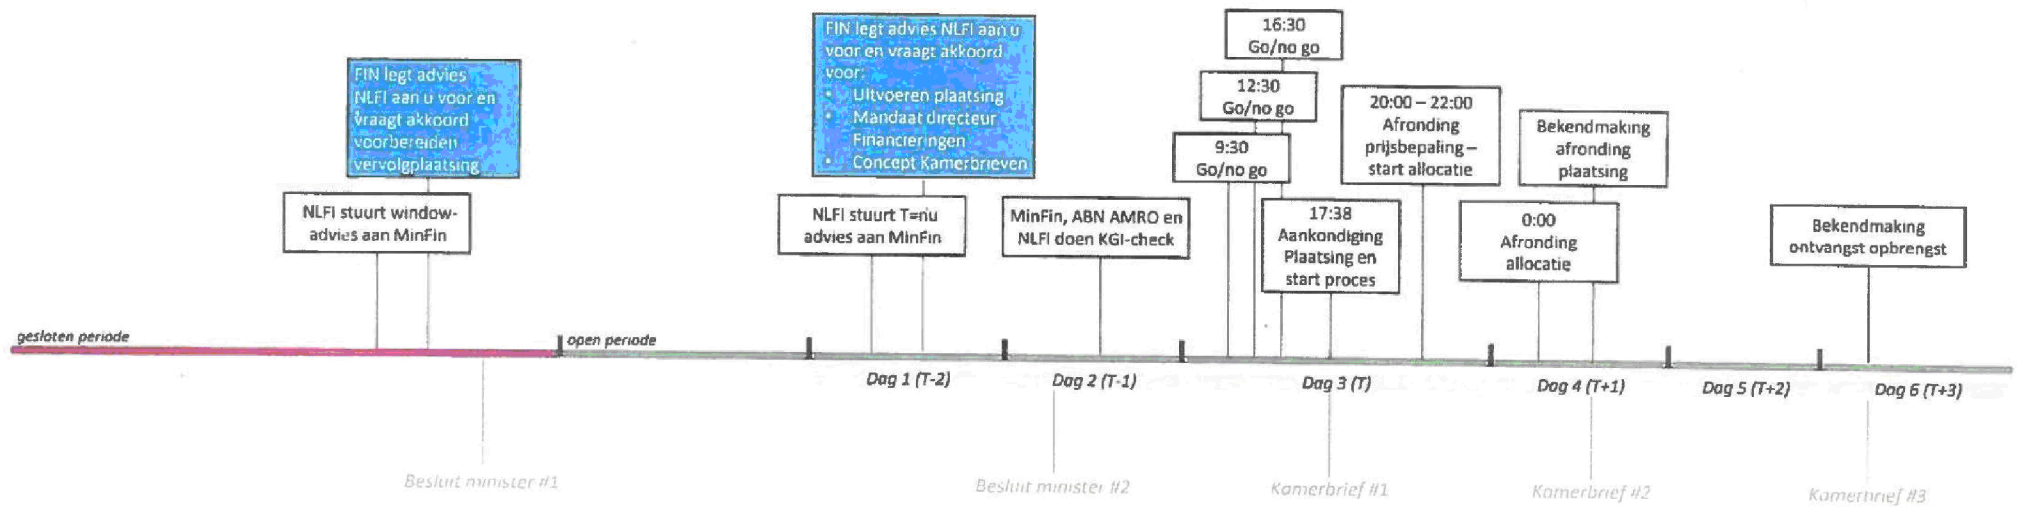 FIN legt advies
NLFI aan u voor en
vraagt akkoord
voorbereiden
vervolgplaatsing
NLFI stuurt window-
advies aan MinFin
FIN legt advies NLFI aan u
voor en vraagt akkoord
voor:
• Uitvoeren plaatsing
• Mandaat directeur
Financieringen
• Concept Kamerbrieven
NLFI stuurt T=nu
advies aan MinFin
MinFin, ABN AMRO en
NLFI doen KGI-check
16:30
Go/no go
12:30
Go/no go
9:30
Go/no go
17:38
Aankondiging
Plaatsing en
start proces
20:00 – 22:00
Afronding
prijsbepaling –
start allocatie
Bekendmaking
afronding
plaatsing
0:00
Afronding
allocatie
Bekendmaking
ontvangst opbrengst
gesloten periode
open periode
Dag 1 (T-2)
Dag 2 (T-1)
Dag 3 (T)
Dag 4 (T+1)
Dag 5 (T+2)
Dag 6 (T+3)
Besluit minister #1
Besluit minister #2
Kamerbrief #1
Kamerbrief #2
Kamerbrief #3